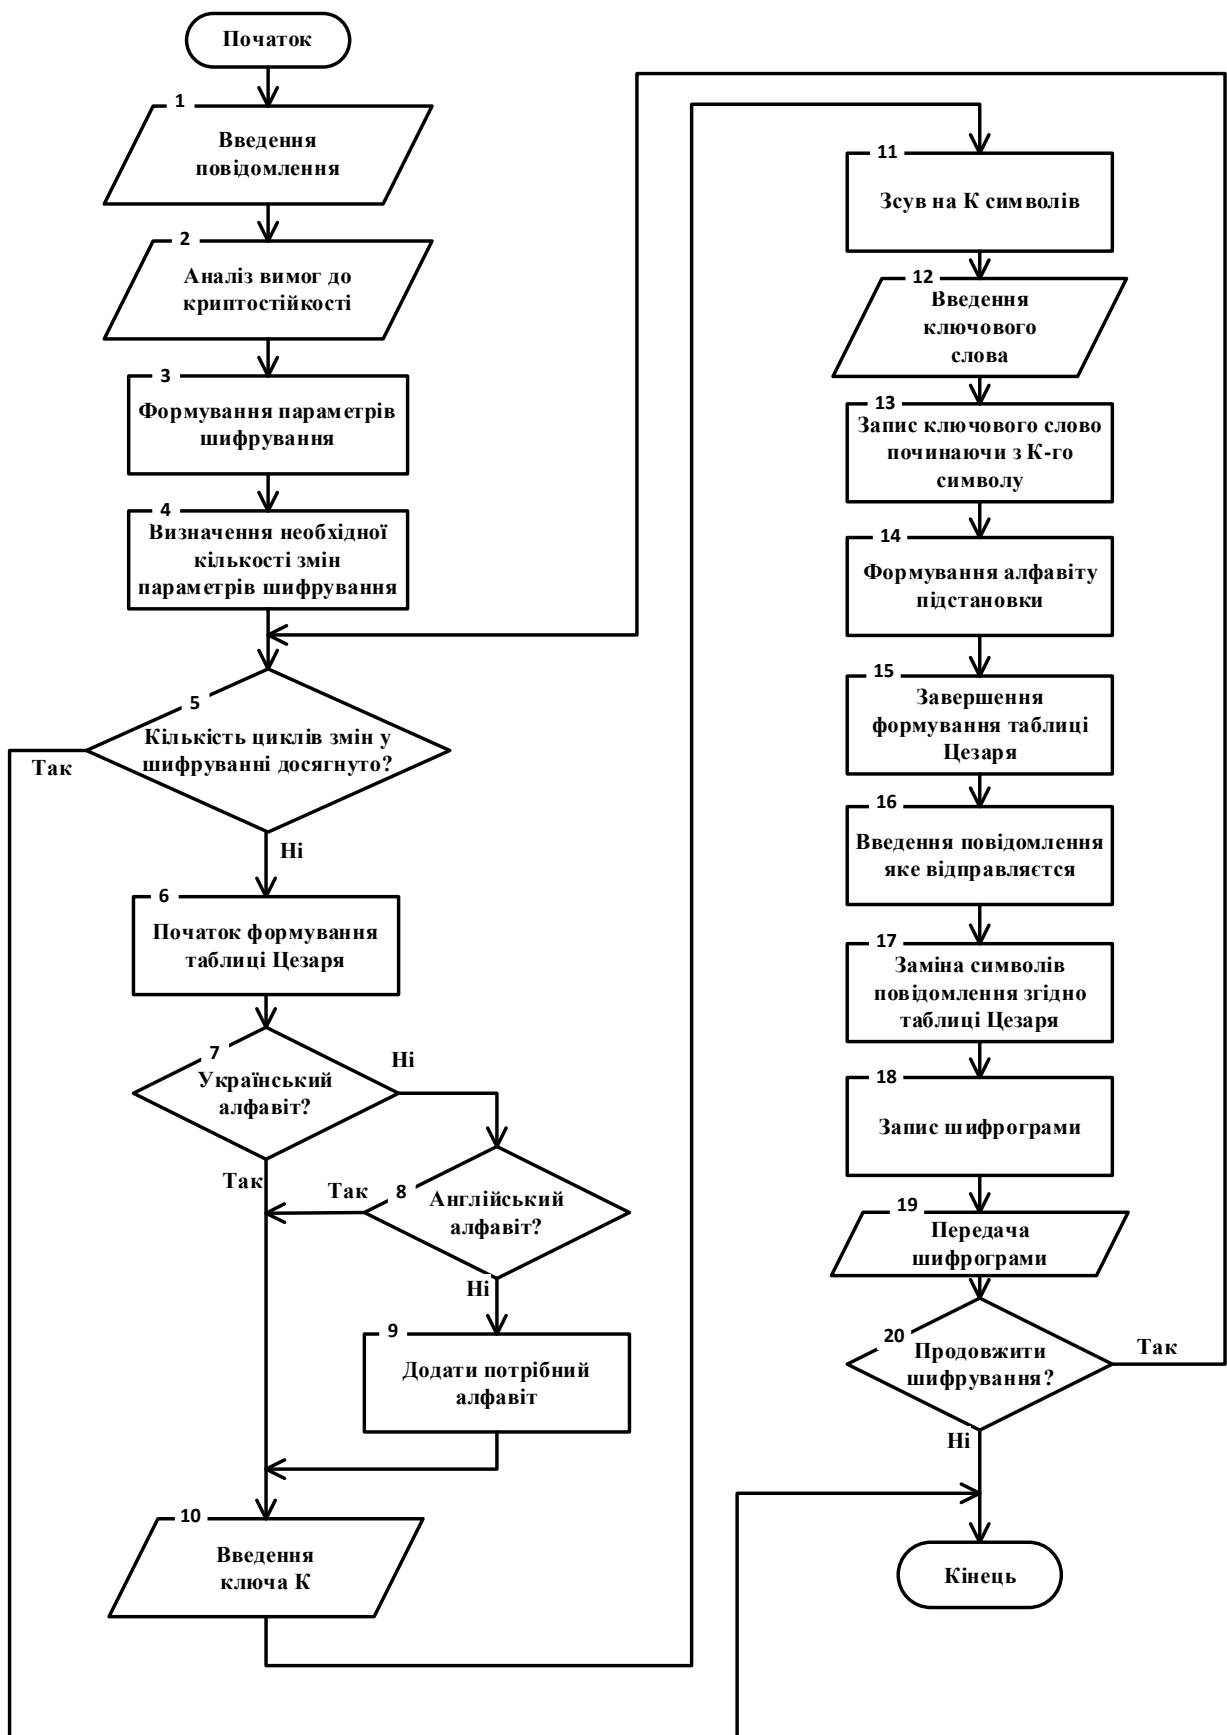 Початок
1
Введення
повідомлення
2
Аналіз вимог до
криптостійкості
3
Формування параметрів
шифрування
4
Визначення необхідної
кількості змін
параметрів шифрування
5
Кількість циклів змін у
шифруванні досягнуто?
Так
Ні
6
Початок формування
таблиці Цезаря
7
Український
алфавіт?
Ні
Так
8
Англійський
алфавіт?
Так
Ні
9
Додати потрібний
алфавіт
10
Введення
ключа К
11
Зсув на К символів
12
Введення
ключового
слова
13
Запис ключового слово
починаючи з К-го
символу
14
Формування алфавіту
підстановки
15
Завершення
формування таблиці
Цезаря
16
Введення повідомлення
яке відправляєтся
17
Заміна символів
повідомлення згідно
таблиці Цезаря
18
Запис шифрограми
19
Передача
шифрограми
20
Продовжити
шифрування?
Так
Ні
Кінець